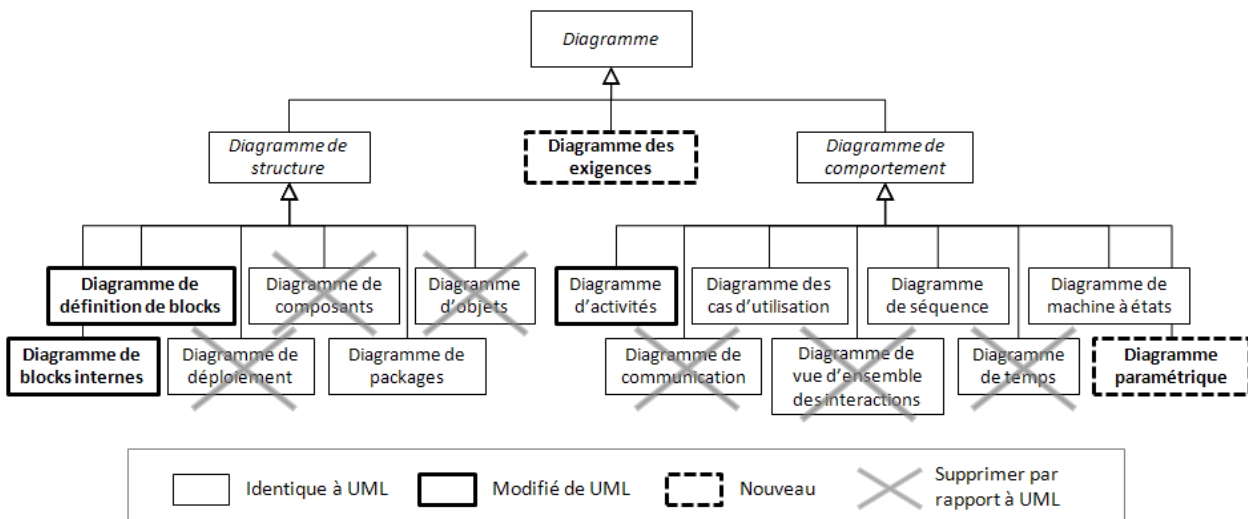 Diagramme
Diagramme de
structure
Diagramme des
exigences
Diagramme de
comportement
Diagramme de
définition de blocks
Diagramme de
composants
Diagramme
d'objets
Diagramme
d'activités
Diagramme des
cas d'utilisation
Diagramme
de séquence
Diagramme de
machine à états
Diagramme de
blocks internes
Diagramme de
déploiement
Diagramme de
packages
Diagramme de
communication
Diagramme de
vue d'ensemble
des interactions
Diagramme
de temps
Diagramme
paramétrique
Identique à UML
Modifié de UML
Nouveau
Supprimer par
rapport à UML